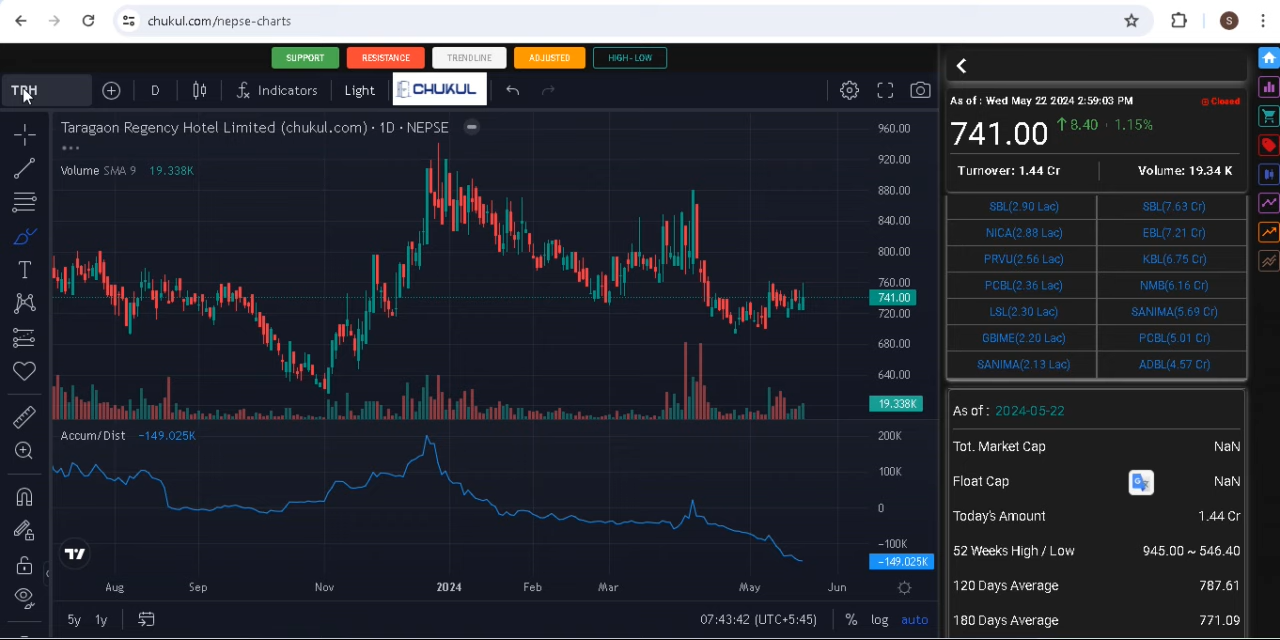 chukul.com/nepse-charts
S
SUPPORT RESISTANCE TRENDLINE ADJUSTED HIGH - LOW
TRH D Indicators Light CHUKUL
Taragaon Regency Hotel Limited (chukul.com) · 1D · NEPSE
Volume SMA 9 19.338K
960.00
920.00
880.00
840.00
800.00
760.00
741.00
720.00
680.00
640.00
19.338K
Accum/Dist −149.025K
200K
100K
0
−100K
−149.025K
Aug Sep Nov 2024 Feb Mar May Jun
5y 1y 07:43:42 (UTC+5:45) % log auto
As of : Wed May 22 2024 2:59:03 PM Closed
741.00 ↑ 8.40 · 1.15%
Turnover: 1.44 Cr Volume: 19.34 K
SBL(2.90 Lac) SBL(7.63 Cr)
NICA(2.88 Lac) EBL(7.21 Cr)
PRVU(2.56 Lac) KBL(6.75 Cr)
PCBL(2.36 Lac) NMB(6.16 Cr)
LSL(2.30 Lac) SANIMA(5.69 Cr)
GBIME(2.20 Lac) PCBL(5.01 Cr)
SANIMA(2.13 Lac) ADBL(4.57 Cr)
As of : 2024-05-22
Tot. Market Cap NaN
Float Cap NaN
Today's Amount 1.44 Cr
52 Weeks High / Low 945.00 ~ 546.40
120 Days Average 787.61
180 Days Average 771.09